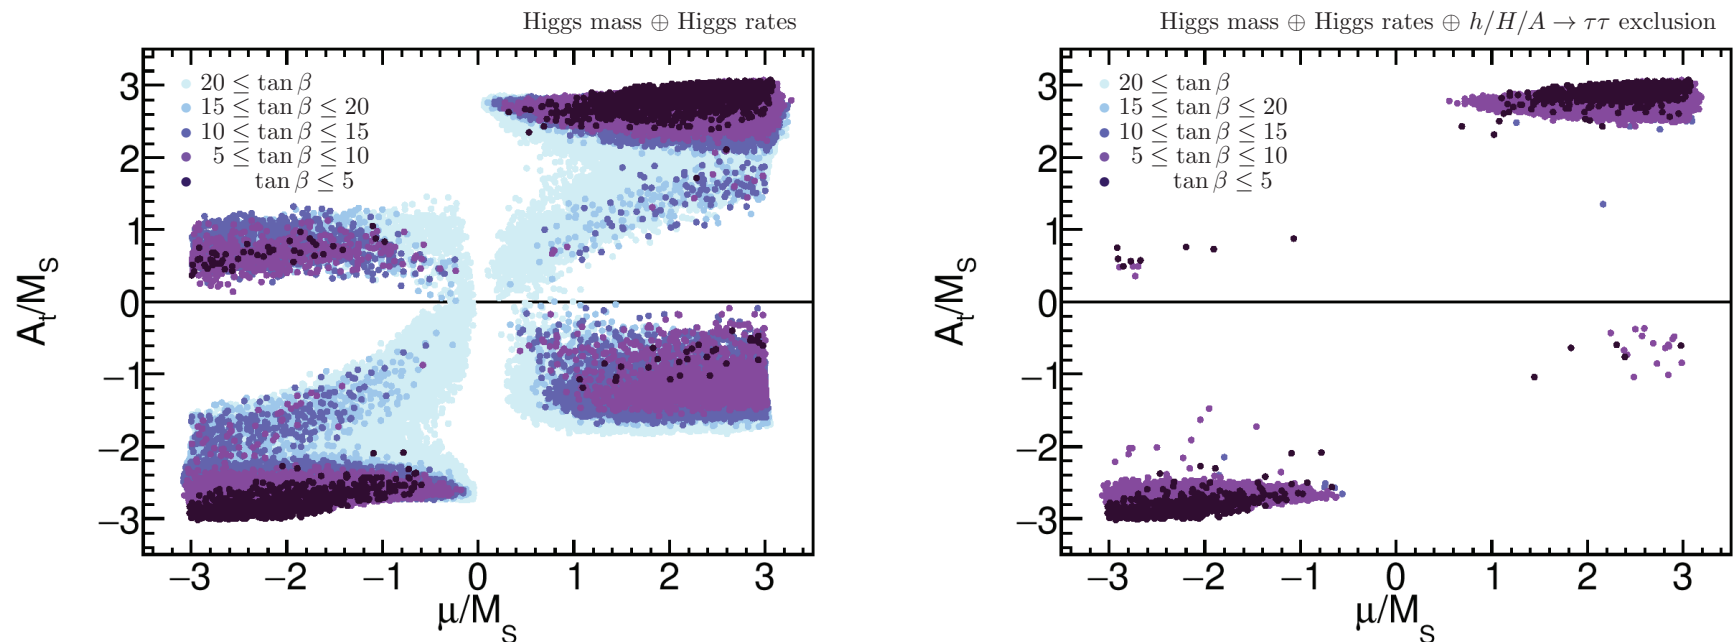 Higgs mass ⊕ Higgs rates
20 ≤ tan β
15 ≤ tan β ≤ 20
10 ≤ tan β ≤ 15
5 ≤ tan β ≤ 10
tan β ≤ 5
3
2
1
0
−1
−2
−3
A_t/M_S
−3 −2 −1 0 1 2 3
μ/M_S
Higgs mass ⊕ Higgs rates ⊕ h/H/A → ττ exclusion
20 ≤ tan β
15 ≤ tan β ≤ 20
10 ≤ tan β ≤ 15
5 ≤ tan β ≤ 10
tan β ≤ 5
3
2
1
0
−1
−2
−3
A_t/M_S
−3 −2 −1 0 1 2 3
μ/M_S